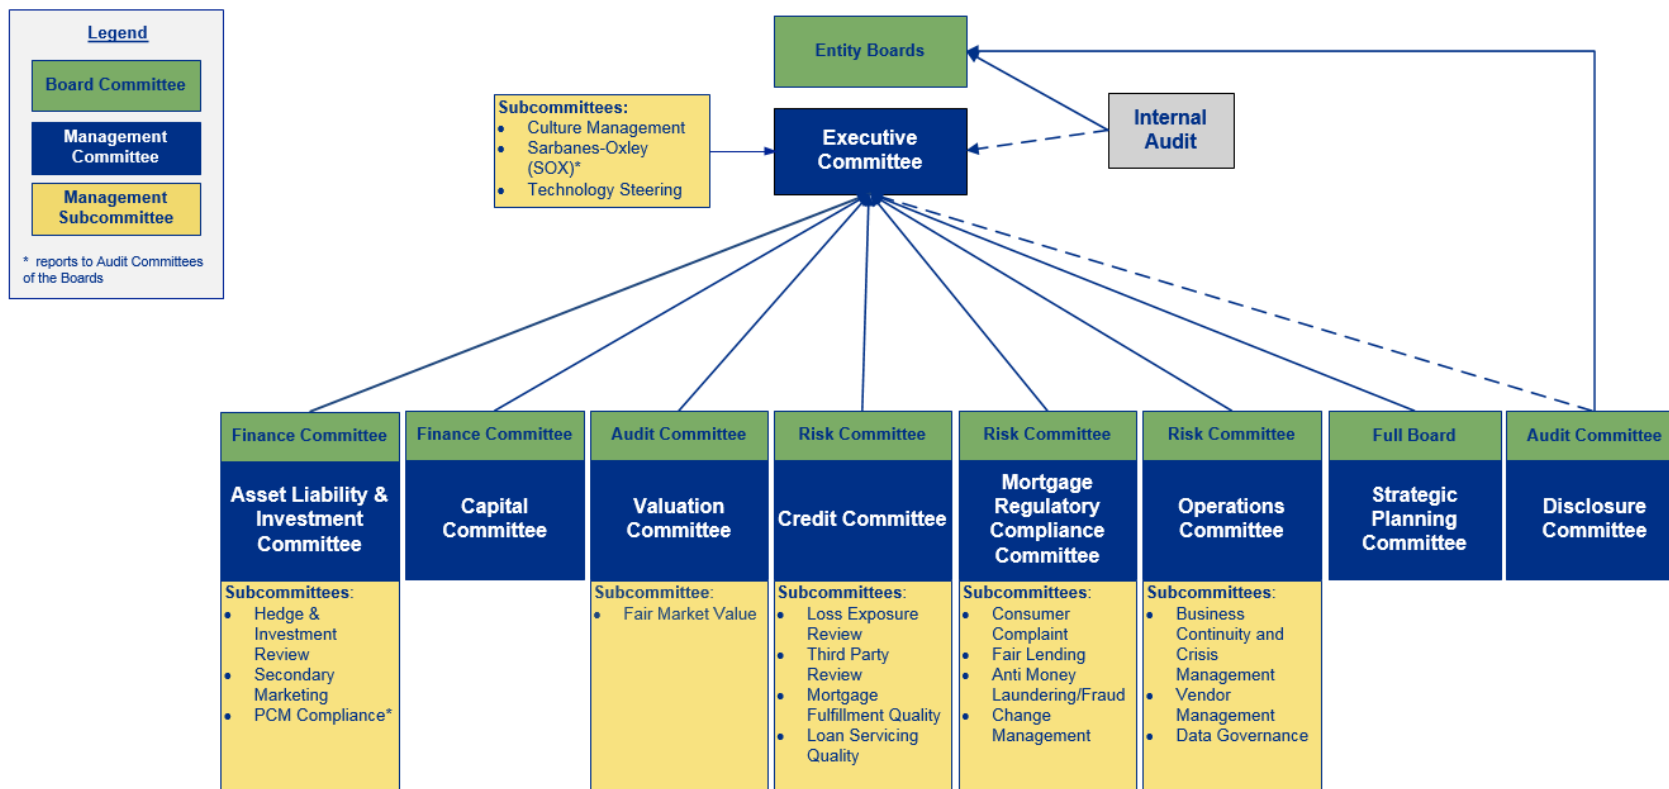 Legend
Board Committee
Management
Committee
Management
Subcommittee
* reports to Audit Committees
of the Boards
Entity Boards
Subcommittees:
• Culture Management
• Sarbanes-Oxley
(SOX)*
• Technology Steering
Executive
Committee
Internal
Audit
Finance Committee
Asset Liability &
Investment
Committee
Subcommittees:
• Hedge &
Investment
Review
• Secondary
Marketing
• PCM Compliance*
Finance Committee
Capital
Committee
Audit Committee
Valuation
Committee
Subcommittee:
• Fair Market Value
Risk Committee
Credit Committee
Subcommittees:
• Loss Exposure
Review
• Third Party
Review
• Mortgage
Fulfillment Quality
• Loan Servicing
Quality
Risk Committee
Mortgage
Regulatory
Compliance
Committee
Subcommittees:
• Consumer
Complaint
• Fair Lending
• Anti Money
Laundering/Fraud
• Change
Management
Risk Committee
Operations
Committee
Subcommittees:
• Business
Continuity and
Crisis
Management
• Vendor
Management
• Data Governance
Full Board
Strategic
Planning
Committee
Audit Committee
Disclosure
Committee